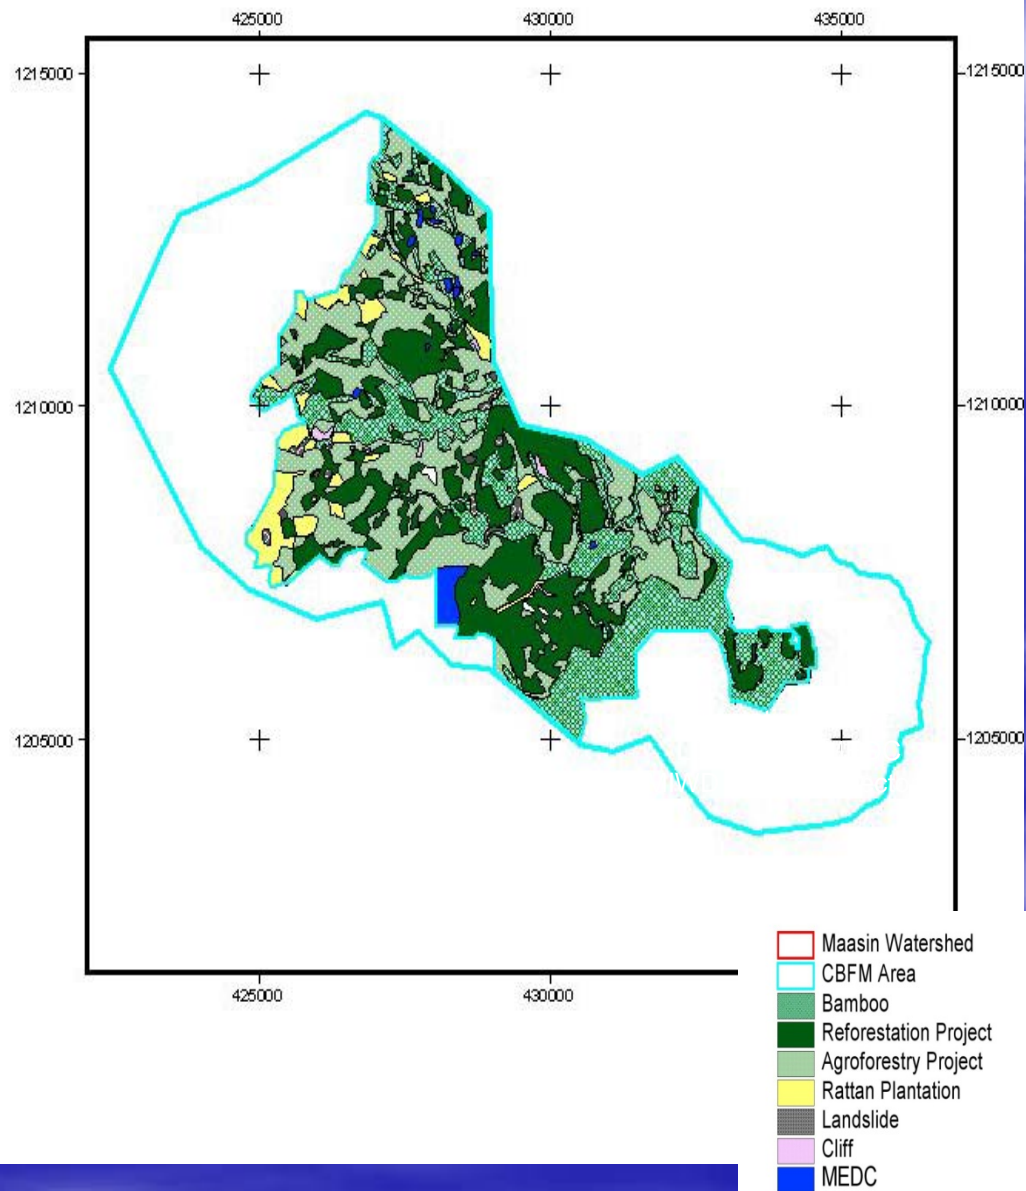 425000 430000 435000
1215000 1215000
1210000 1210000
1205000 1205000
425000 430000
Maasin Watershed
CBFM Area
Bamboo
Reforestation Project
Agroforestry Project
Rattan Plantation
Landslide
Cliff
MEDC